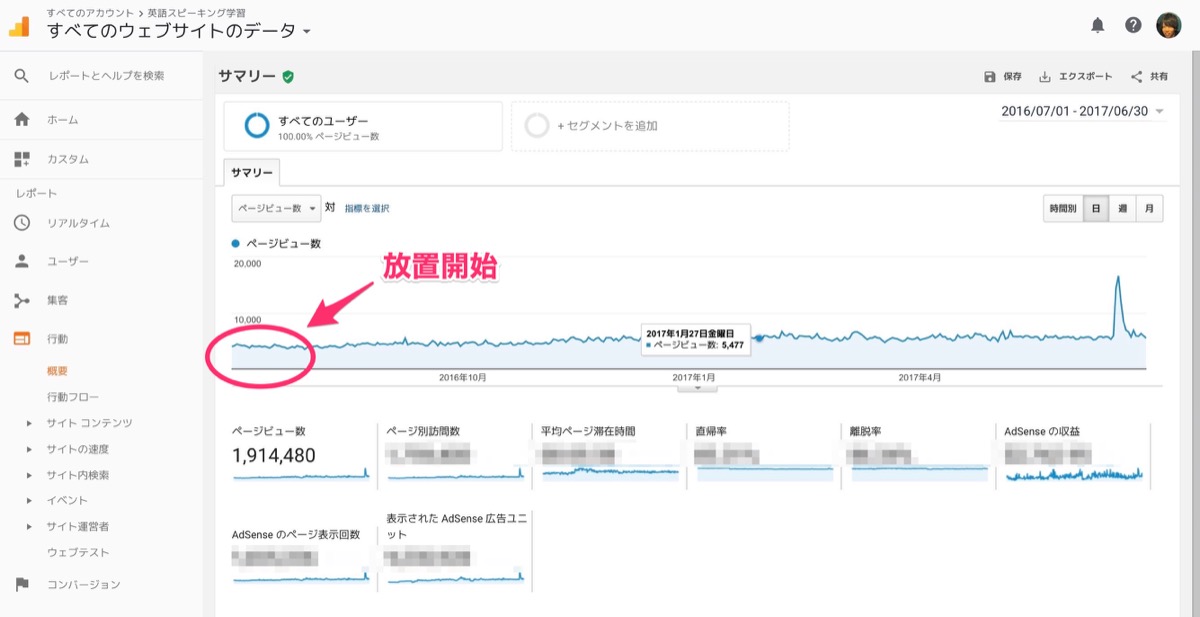 すべてのアカウント > 英語スピーキング学習
すべてのウェブサイトのデータ
レポートとヘルプを検索
ホーム
カスタム
レポート
リアルタイム
ユーザー
集客
行動
概要
行動フロー
サイト コンテンツ
サイトの速度
サイト内検索
イベント
サイト運営者
ウェブテスト
コンバージョン
サマリー
保存
エクスポート
共有
すべてのユーザー
100.00% ページビュー数
+ セグメントを追加
2016/07/01 - 2017/06/30
サマリー
ページビュー数
対
指標を選択
時間別
日
週
月
ページビュー数
20,000
放置開始
10,000
2017年1月27日金曜日
ページビュー数: 5,477
2016年10月
2017年1月
2017年4月
ページビュー数
1,914,480
ページ別訪問数
平均ページ滞在時間
直帰率
離脱率
AdSense の収益
AdSense のページ表示回数
表示された AdSense 広告ユニ
ット